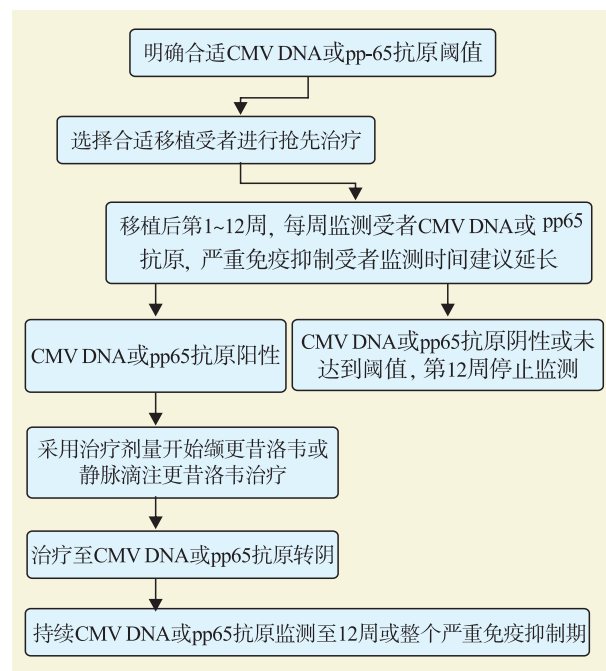 明确合适CMV DNA或pp-65抗原阈值
选择合适移植受者进行抢先治疗
移植后第1~12周, 每周监测受者CMV DNA或 pp65
抗原, 严重免疫抑制受者监测时间建议延长
CMV DNA或pp65抗原阳性
CMV DNA或pp65抗原阴性或未
达到阈值, 第12周停止监测
采用治疗剂量开始缬更昔洛韦或
静脉滴注更昔洛韦治疗
治疗至CMV DNA或pp65抗原转阴
持续CMV DNA或pp65抗原监测至12周或整个严重免疫抑制期